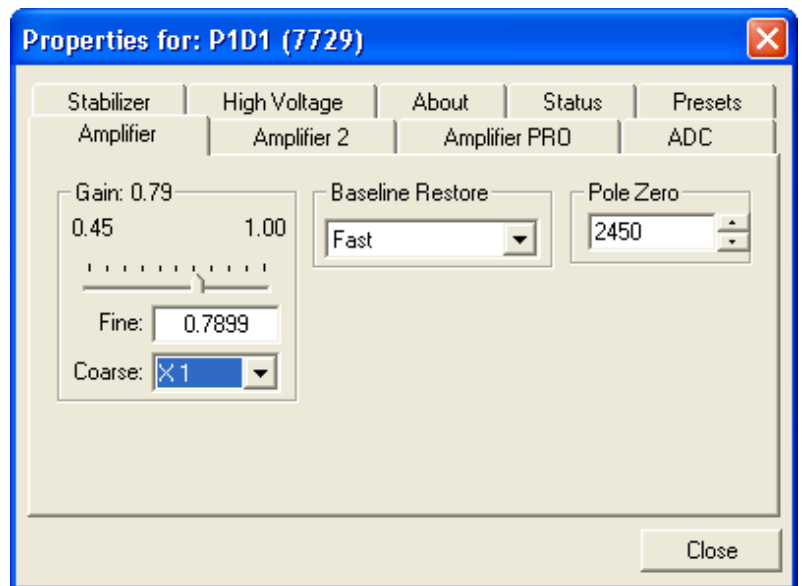 Properties for: P1D1 (7729)
Stabilizer High Voltage About Status Presets
Amplifier Amplifier 2 Amplifier PRO ADC
Gain: 0.79 Baseline Restore Pole Zero
0.45 1.00
Fast 2450
Fine: 0.7899
Coarse: X 1
Close